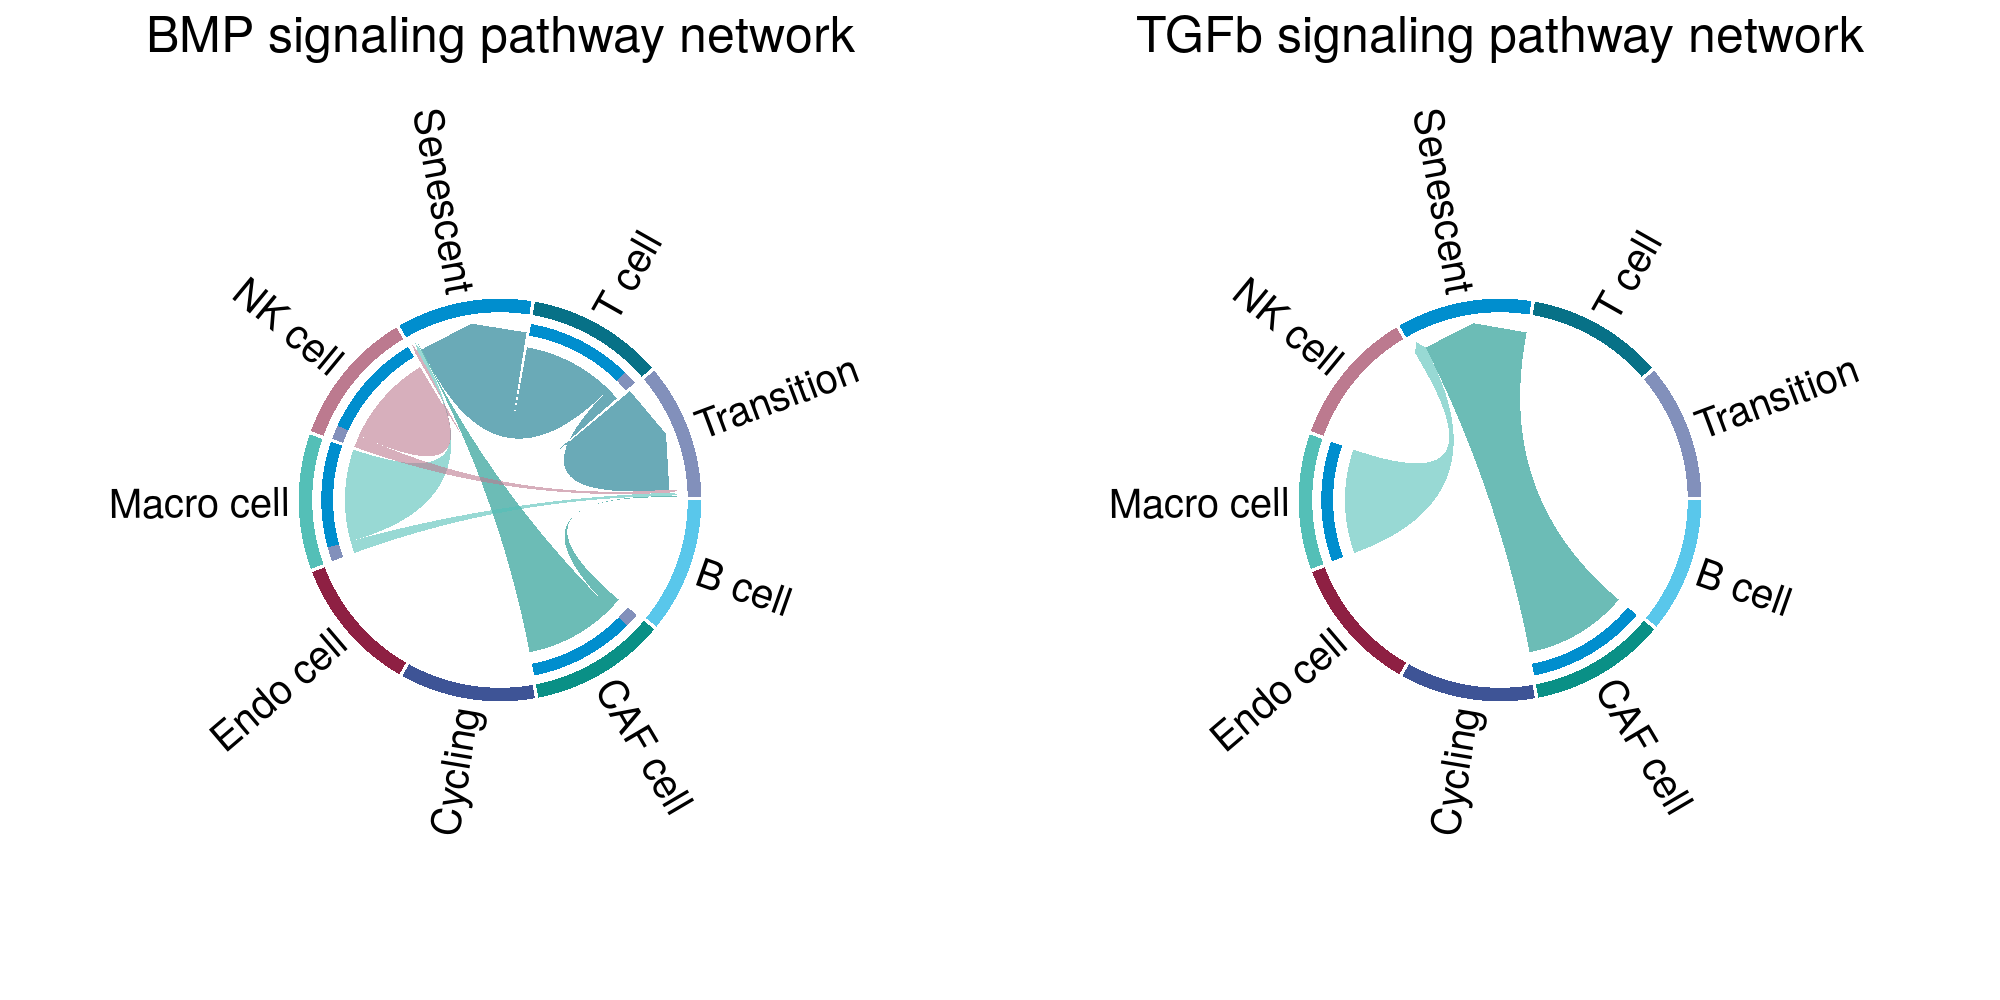 BMP signaling pathway network
Senescent
T cell
NK cell
Transition
Macro cell
B cell
Endo cell
CAF cell
Cycling
TGFb signaling pathway network
Senescent
T cell
NK cell
Transition
Macro cell
B cell
Endo cell
CAF cell
Cycling